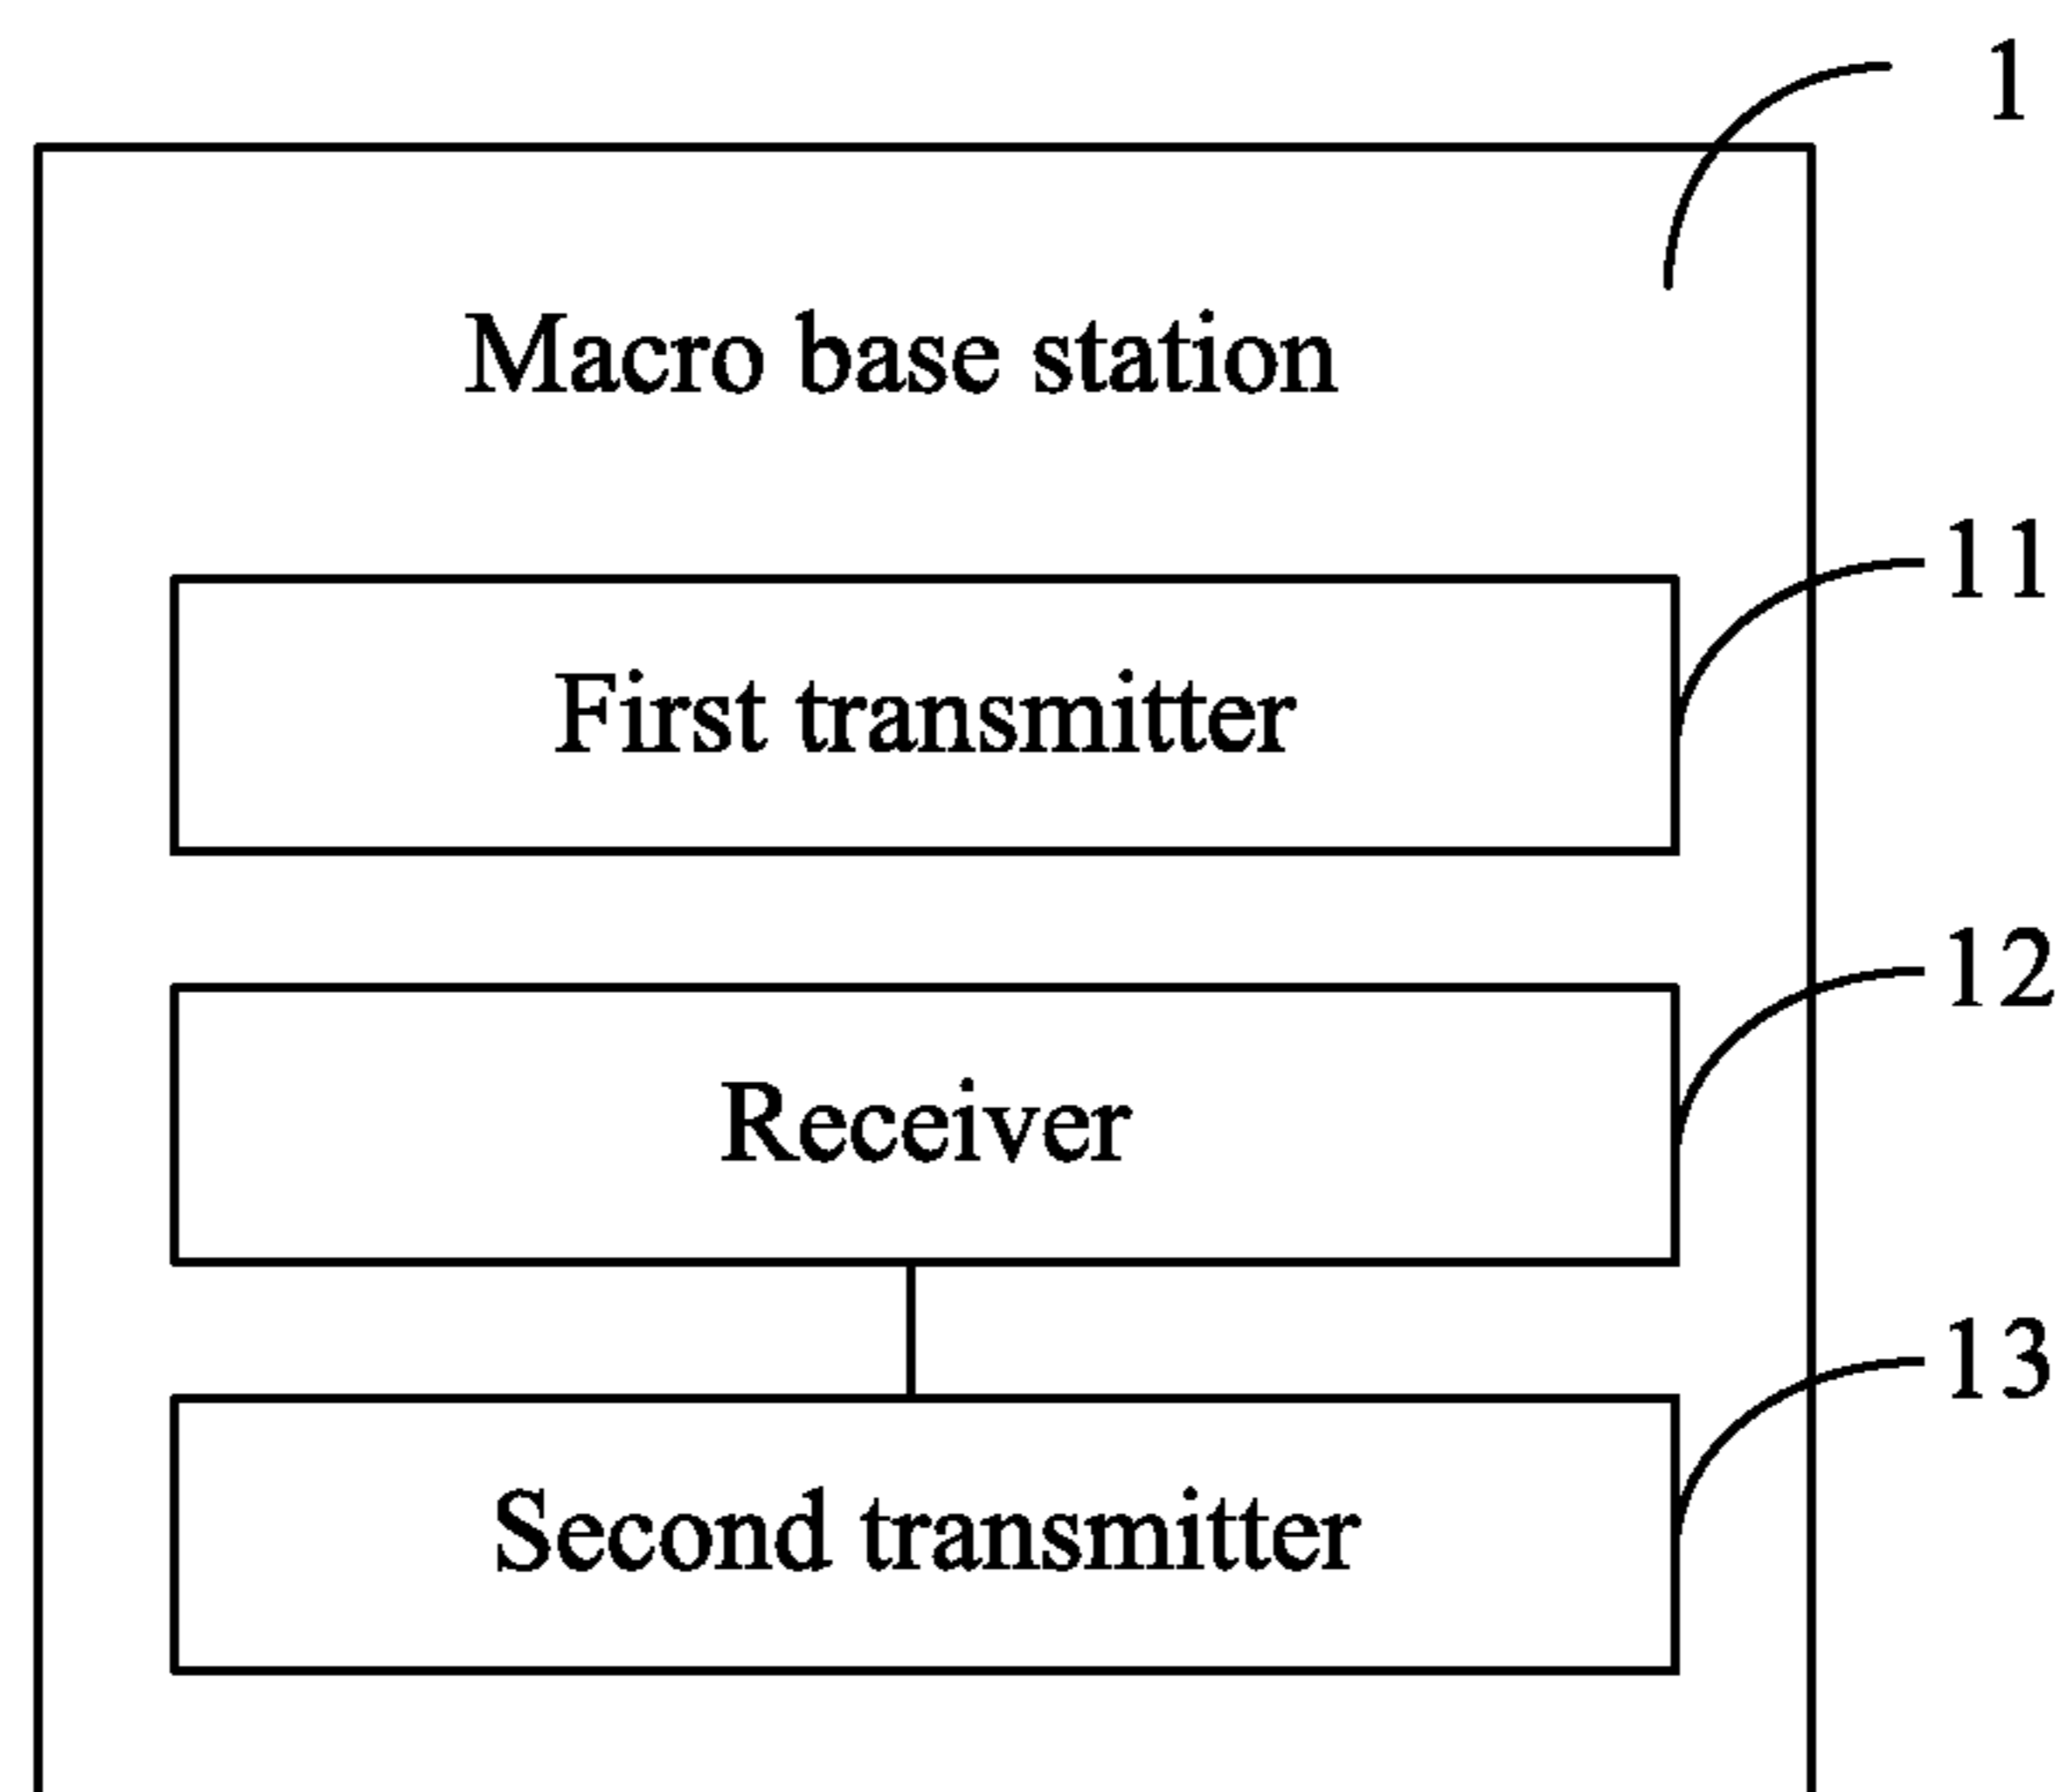 1
Macro base station
11
First transmitter
12
Receiver
13
Second transmitter